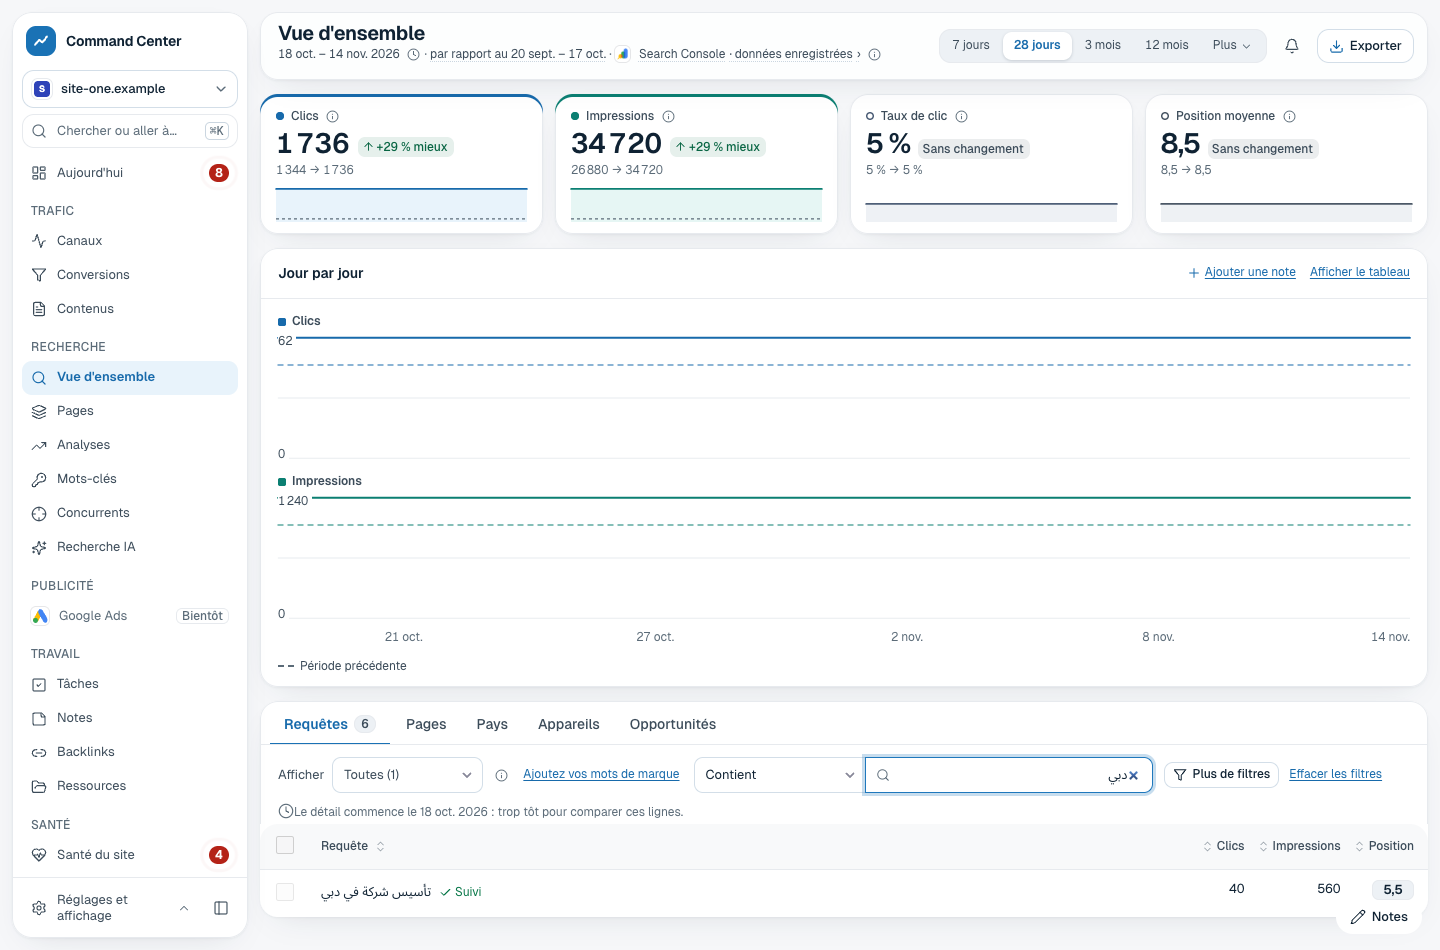 Command Center
S site-one.example
Chercher ou aller à... ⌘K
Aujourd'hui 8
TRAFIC
Canaux
Conversions
Contenus
RECHERCHE
Vue d'ensemble
Pages
Analyses
Mots-clés
Concurrents
Recherche IA
PUBLICITÉ
Google Ads Bientôt
TRAVAIL
Tâches
Notes
Backlinks
Ressources
SANTÉ
Santé du site 4
Réglages et
affichage
Vue d'ensemble
18 oct. – 14 nov. 2026 · par rapport au 20 sept. – 17 oct. · Search Console · données enregistrées ›
7 jours 28 jours 3 mois 12 mois Plus Exporter
Clics
1 736 ↑ +29 % mieux
1 344 → 1 736
Impressions
34 720 ↑ +29 % mieux
26 880 → 34 720
Taux de clic
5 % Sans changement
5 % → 5 %
Position moyenne
8,5 Sans changement
8,5 → 8,5
Jour par jour
+ Ajouter une note Afficher le tableau
Clics
62
0
Impressions
1 240
0
21 oct. 27 oct. 2 nov. 8 nov. 14 nov.
Période précédente
Requêtes 6 Pages Pays Appareils Opportunités
Afficher Toutes (1) Ajoutez vos mots de marque Contient دبي Plus de filtres Effacer les filtres
Le détail commence le 18 oct. 2026 : trop tôt pour comparer ces lignes.
Requête Clics Impressions Position
تأسيس شركة في دبي Suivi 40 560 5,5
Notes